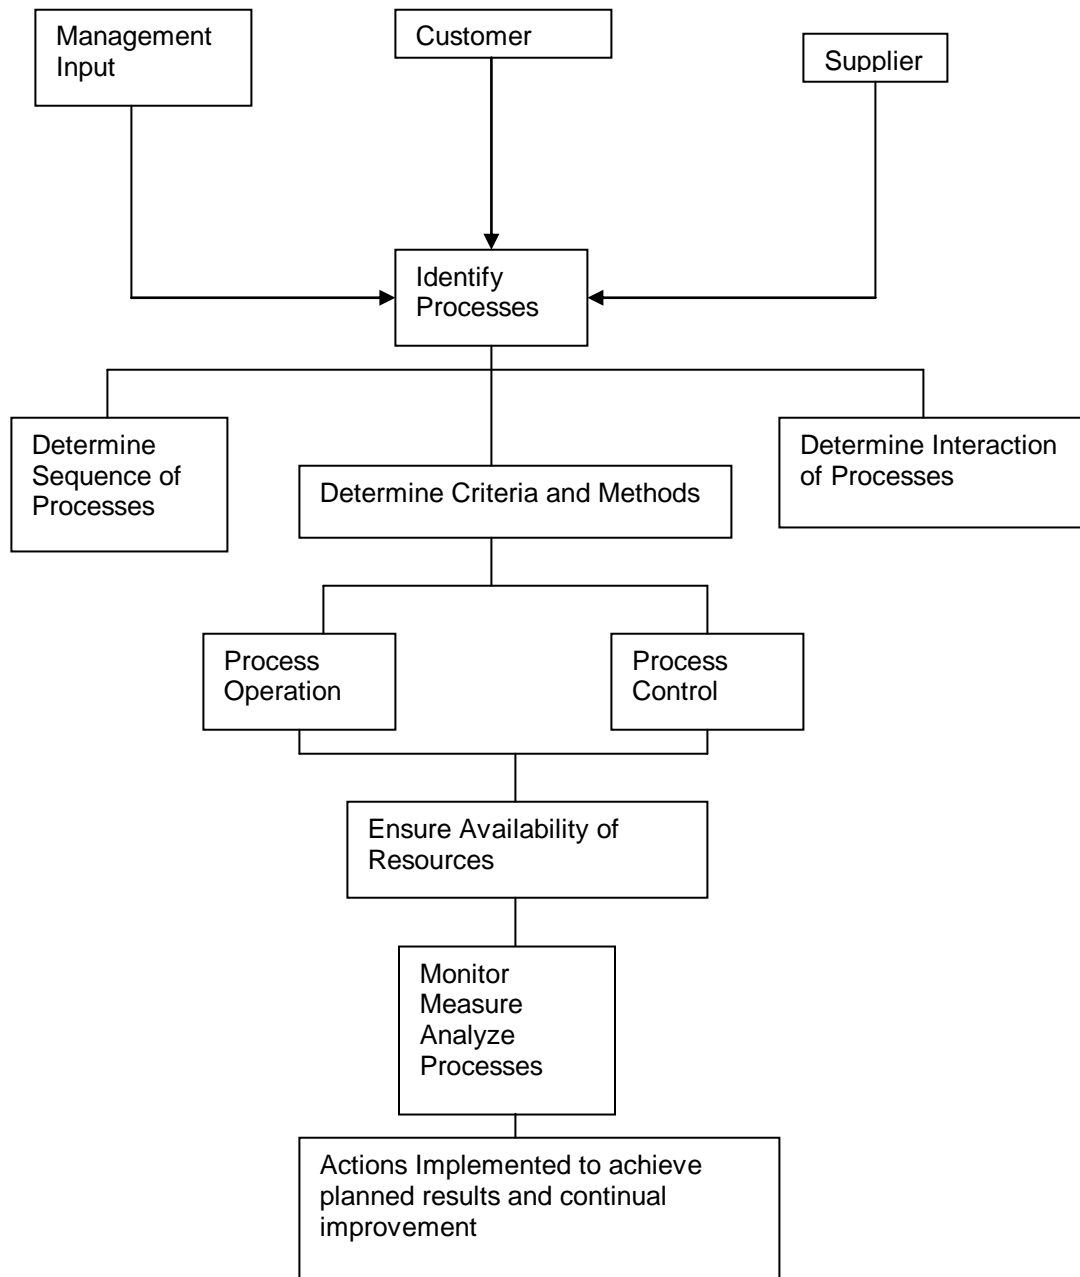 Management
Input
Customer
Supplier
Identify
Processes
Determine
Sequence of
Processes
Determine Criteria and Methods
Determine Interaction
of Processes
Process
Operation
Process
Control
Ensure Availability of
Resources
Monitor
Measure
Analyze
Processes
Actions Implemented to achieve
planned results and continual
improvement